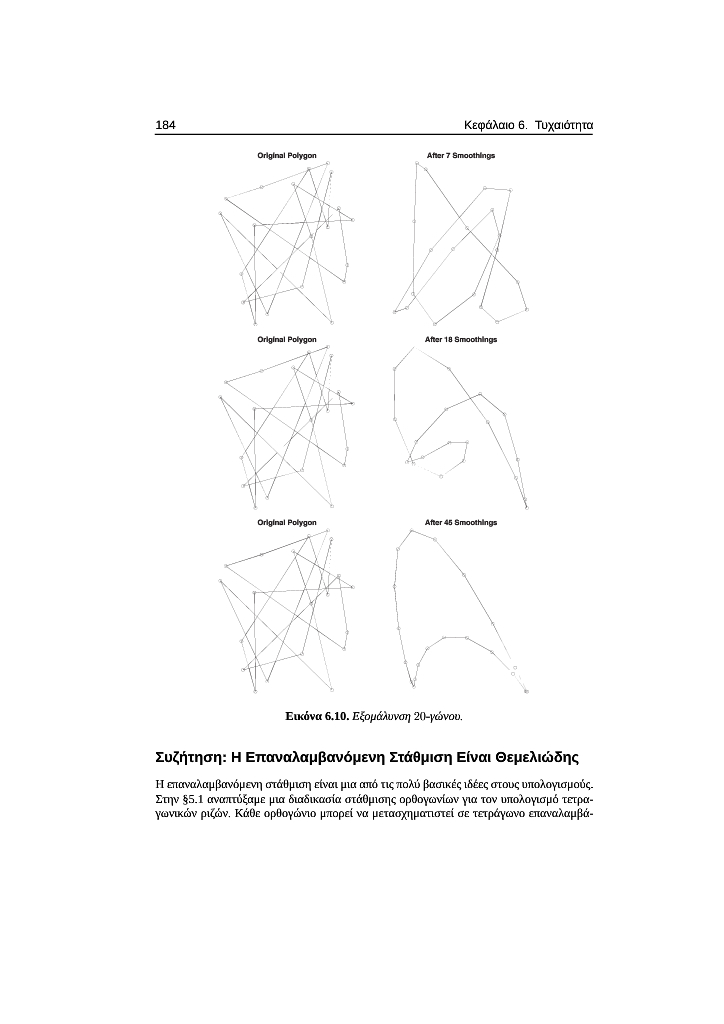 184 Κεφάλαιο 6. Τυχαιότητα
Original Polygon After 7 Smoothings
Original Polygon After 18 Smoothings
Original Polygon After 45 Smoothings
Εικόνα 6.10. Εξομάλυνση 20-γώνου.
Συζήτηση: Η Επαναλαμβανόμενη Στάθμιση Είναι Θεμελιώδης
Η επαναλαμβανόμενη στάθμιση είναι μια από τις πολύ βασικές ιδέες στους υπολογισμούς.
Στην §5.1 αναπτύξαμε μια διαδικασία στάθμισης ορθογωνίων για τον υπολογισμό τετρα-
γωνικών ριζών. Κάθε ορθογώνιο μπορεί να μετασχηματιστεί σε τετράγωνο επαναλαμβά-